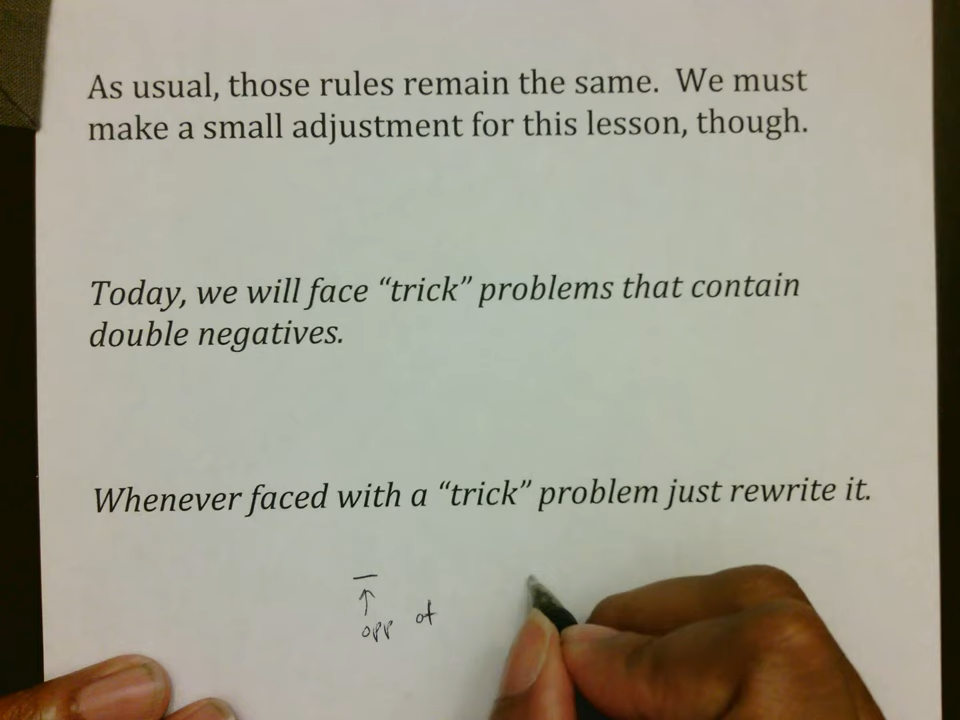 As usual, those rules remain the same. We must
make a small adjustment for this lesson, though.
Today, we will face “trick” problems that contain
double negatives.
Whenever faced with a “trick” problem just rewrite it.
—
↑
opp of